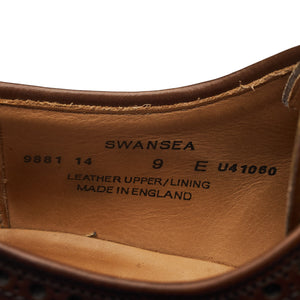 SWANSEA
9881 14 9 E U41060
LEATHER UPPER/LINING
MADE IN ENGLAND